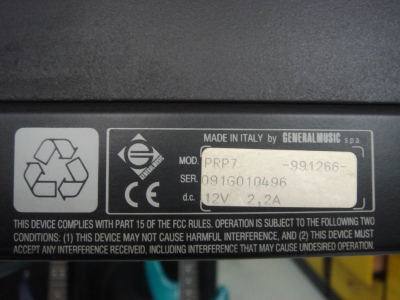 MADE IN ITALY by GENERALMUSIC s.p.a.
MOD. PRP7 -991266-
SER. 091G010496
d.c. 12V 2,2A
GENERALMUSIC
CE
THIS DEVICE COMPLIES WITH PART 15 OF THE FCC RULES. OPERATION IS SUBJECT TO THE FOLLOWING TWO
CONDITIONS: (1) THIS DEVICE MAY NOT CAUSE HARMFUL INTERFERENCE, AND (2) THIS DEVICE MUST
ACCEPT ANY INTERFERENCE RECEIVED, INCLUDING INTERFERENCE THAT MAY CAUSE UNDESIRED OPERATION.